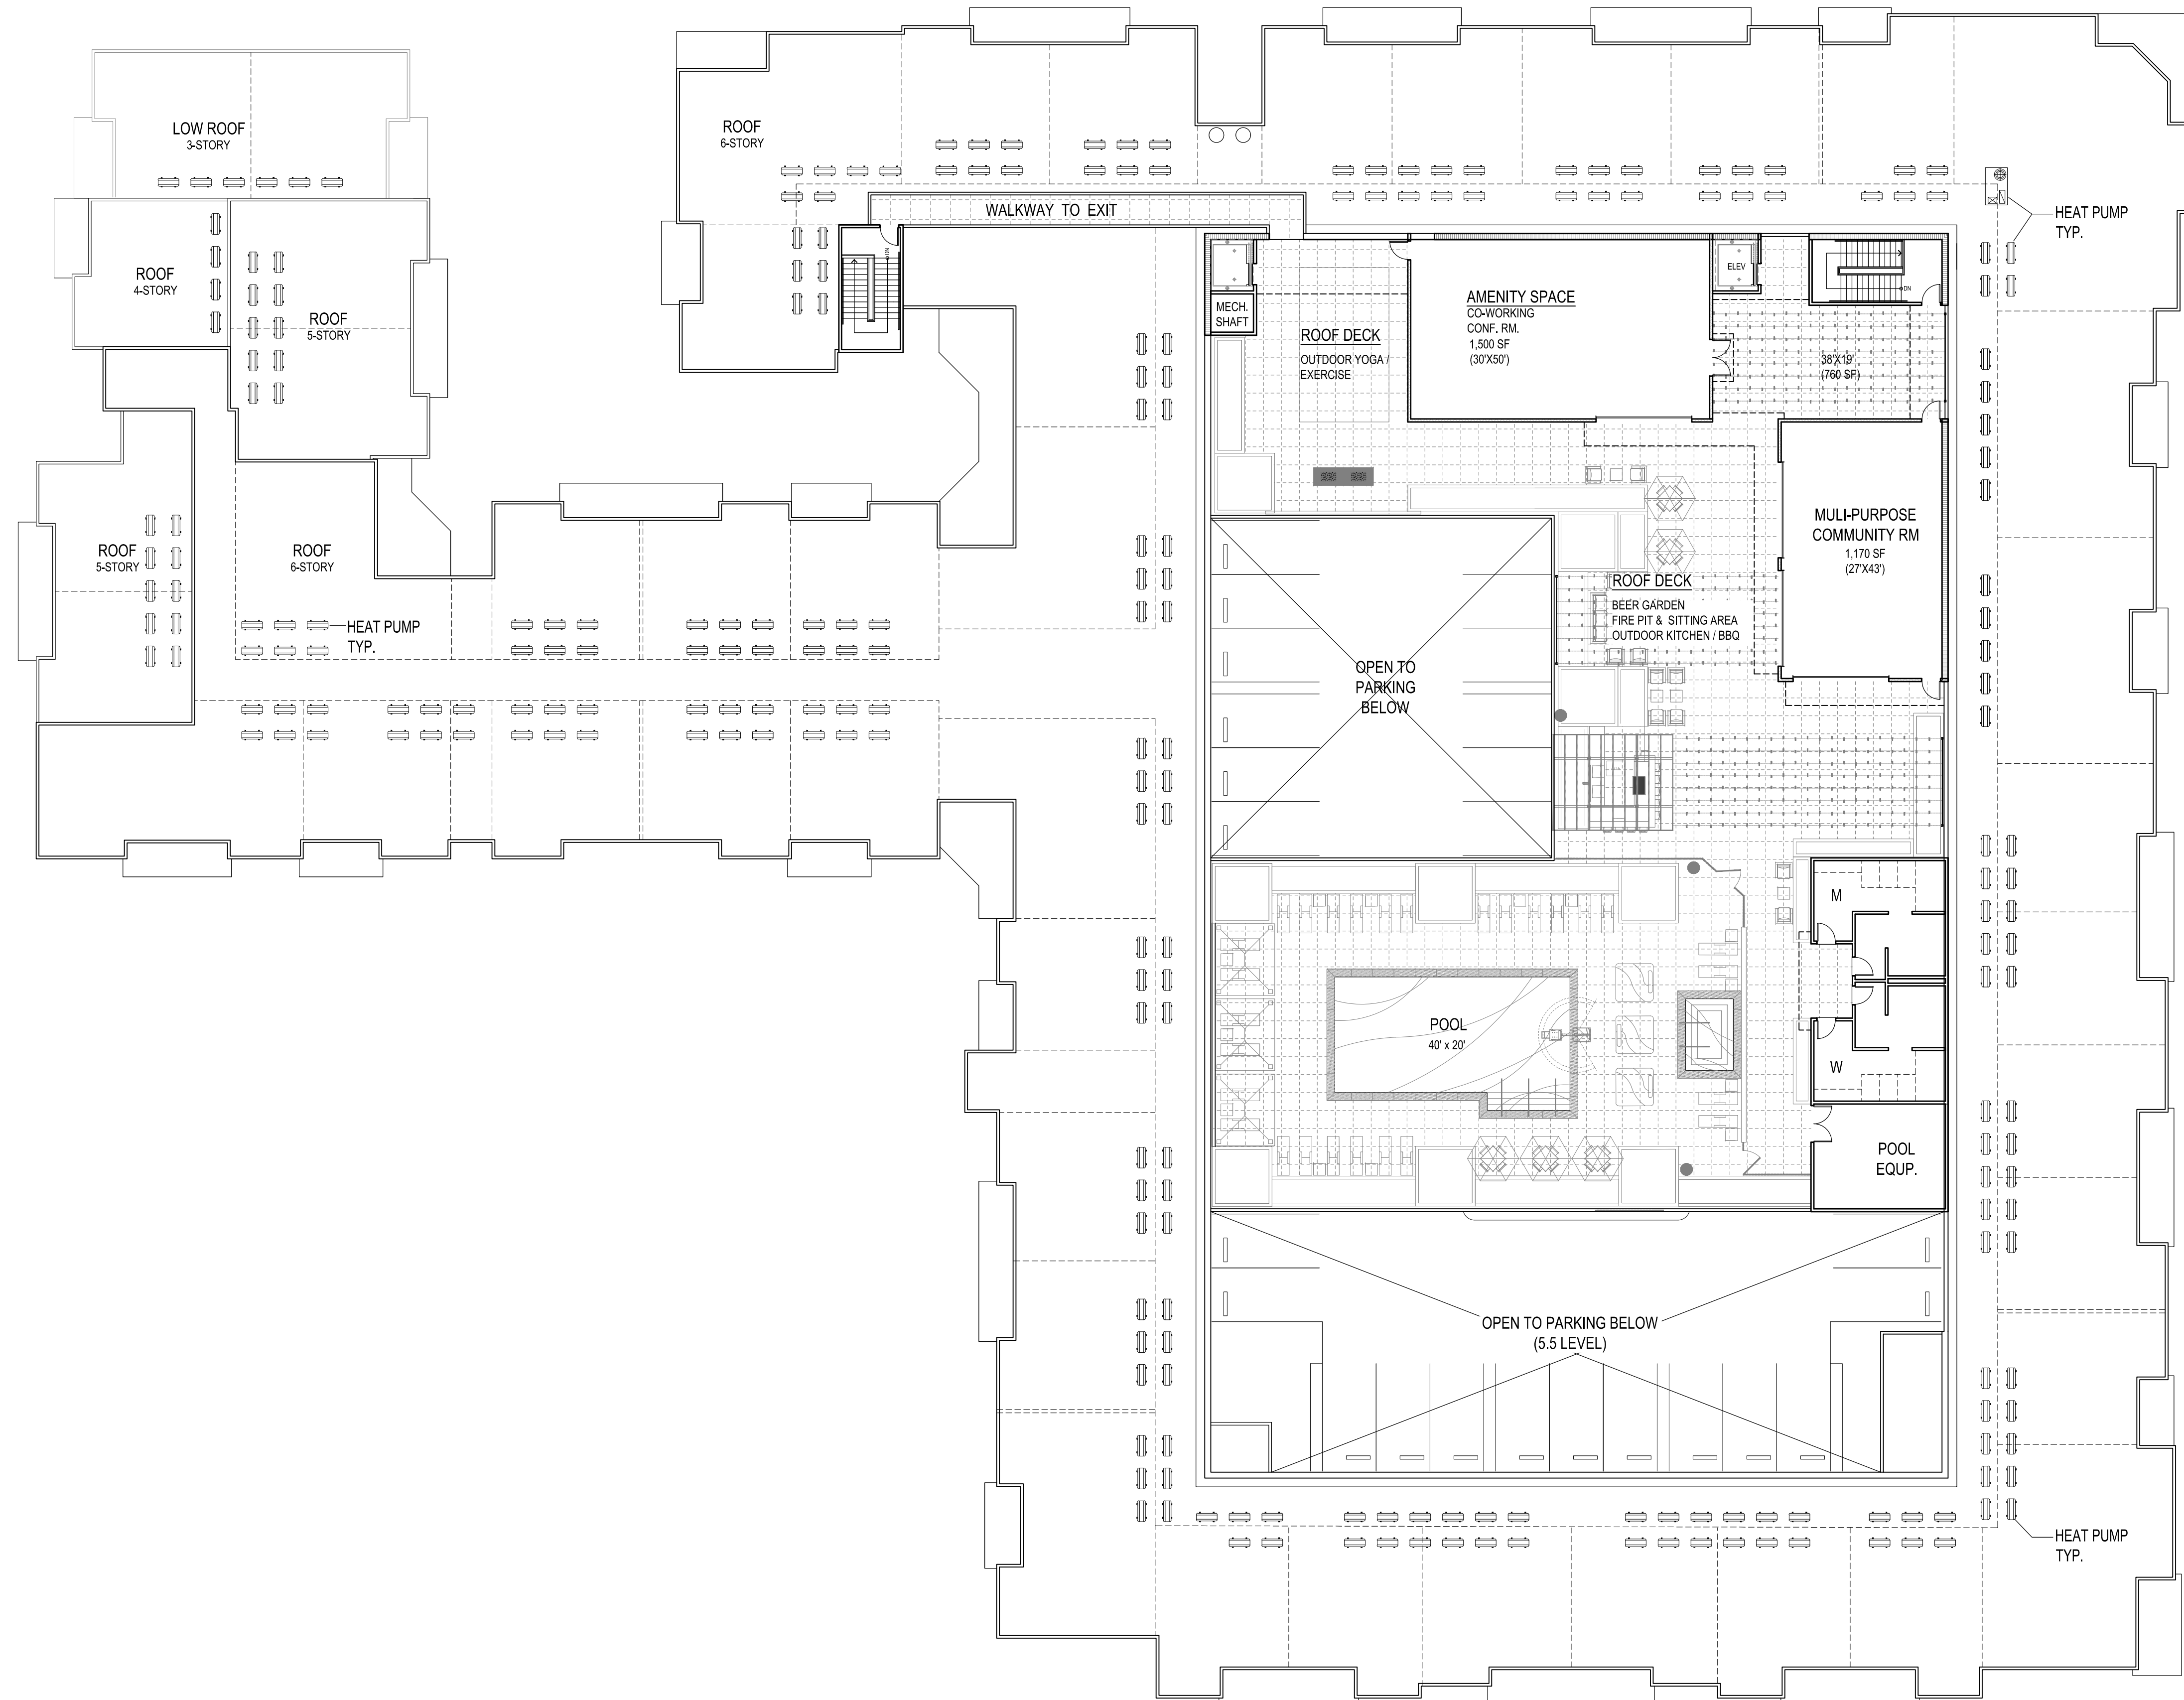 LOW ROOF
3-STORY
ROOF
6-STORY
WALKWAY TO EXIT
HEAT PUMP
TYP.
ROOF
4-STORY
ROOF
5-STORY
DN
MECH.
SHAFT
ROOF DECK
OUTDOOR YOGA /
EXERCISE
AMENITY SPACE
CO-WORKING
CONF. RM.
1,500 SF
(30'X50')
ELEV
DN
38'X19'
(760 SF)
ROOF
5-STORY
ROOF
6-STORY
HEAT PUMP
TYP.
MULI-PURPOSE
COMMUNITY RM
1,170 SF
(27'X43')
ROOF DECK
BEER GARDEN
FIRE PIT & SITTING AREA
OUTDOOR KITCHEN / BBQ
OPEN TO
PARKING
BELOW
M
POOL
40' x 20'
W
POOL
EQUP.
OPEN TO PARKING BELOW
(5.5 LEVEL)
HEAT PUMP
TYP.